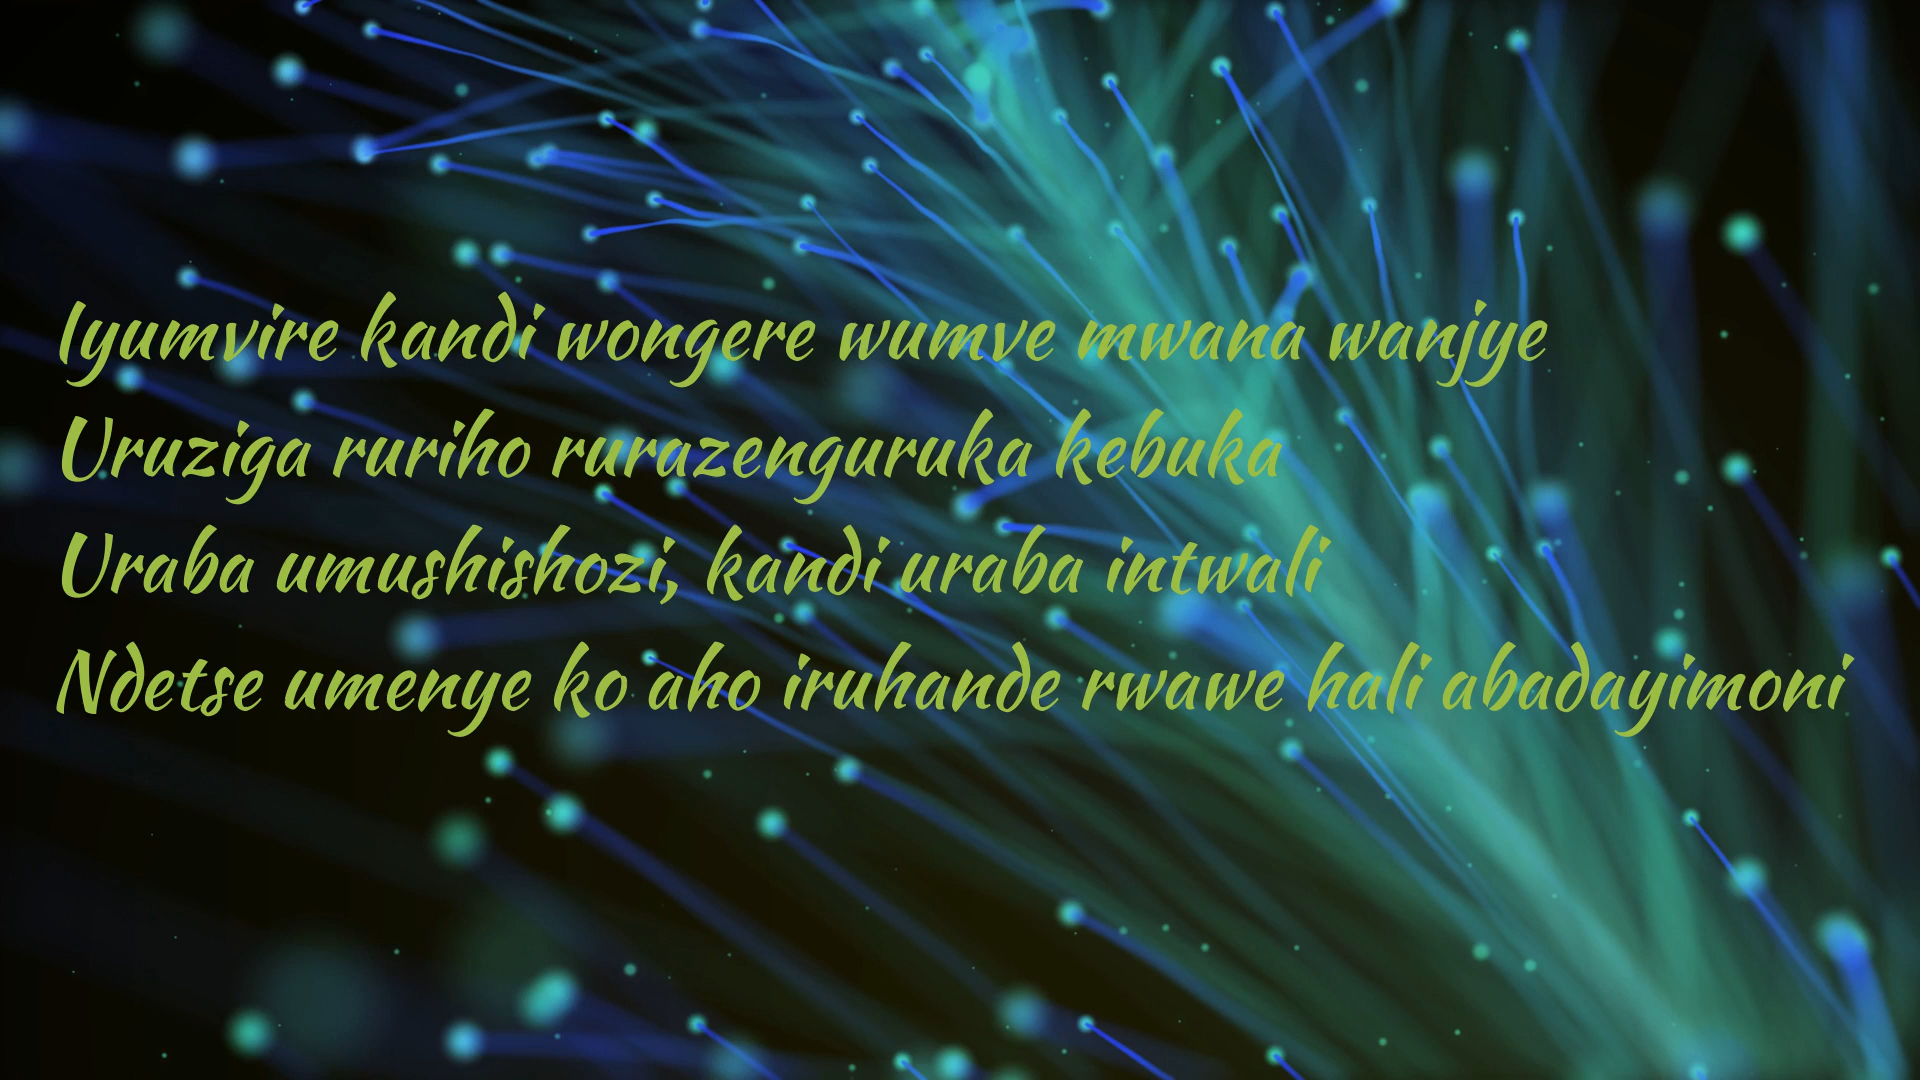 Iyumvire kandi wongere wumve mwana wanjye
Uruziga ruriho rurazenguruka kebuka
Uraba umushishozi, kandi uraba intwali
Ndetse umenye ko aho iruhande rwawe hali abadayimoni